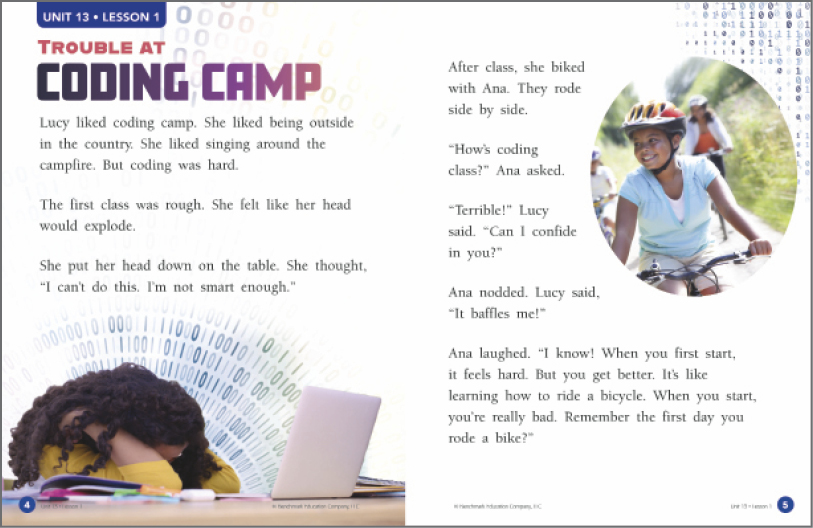 UNIT 13 • LESSON 1
TROUBLE AT
CODING CAMP
Lucy liked coding camp. She liked being outside
in the country. She liked singing around the
campfire. But coding was hard.
The first class was rough. She felt like her head
would explode.
She put her head down on the table. She thought,
“I can't do this. I'm not smart enough.”
4
Unit 13 • Lesson 1
© Benchmark Education Company, LLC
After class, she biked
with Ana. They rode
side by side.
“How's coding
class?” Ana asked.
“Terrible!” Lucy
said. “Can I confide
in you?”
Ana nodded. Lucy said,
“It baffles me!”
Ana laughed. “I know! When you first start,
it feels hard. But you get better. It's like
learning how to ride a bicycle. When you start,
you're really bad. Remember the first day you
rode a bike?”
© Benchmark Education Company, LLC
Unit 13 • Lesson 1
5